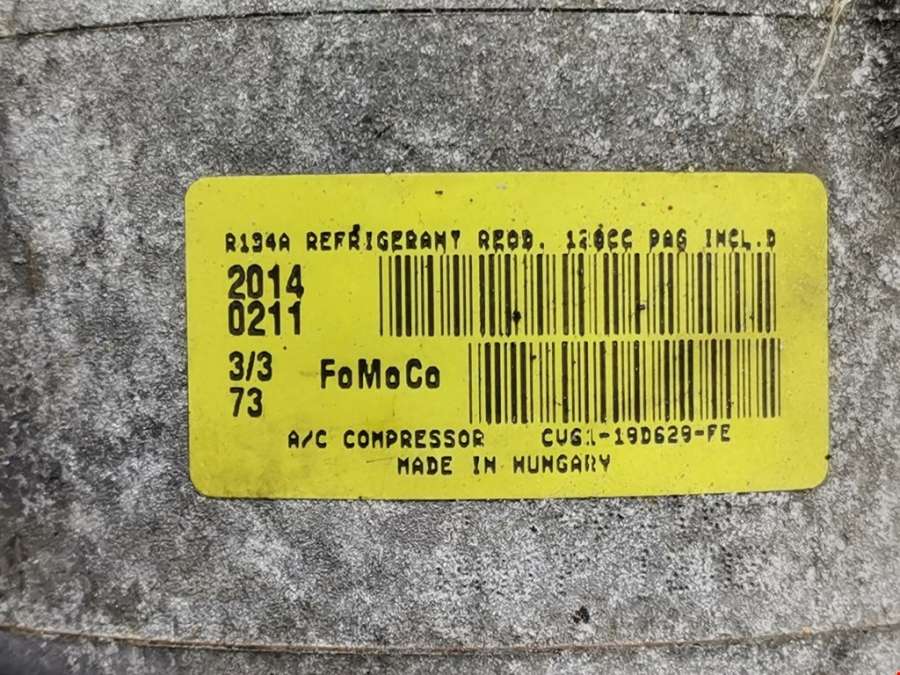 R134A REFRIGERANT REQD. 120CC PAG INCL.D
2014
0211
3/3
FoMoCo
73
A/C COMPRESSOR CV61-19D629-FE
MADE IN HUNGARY